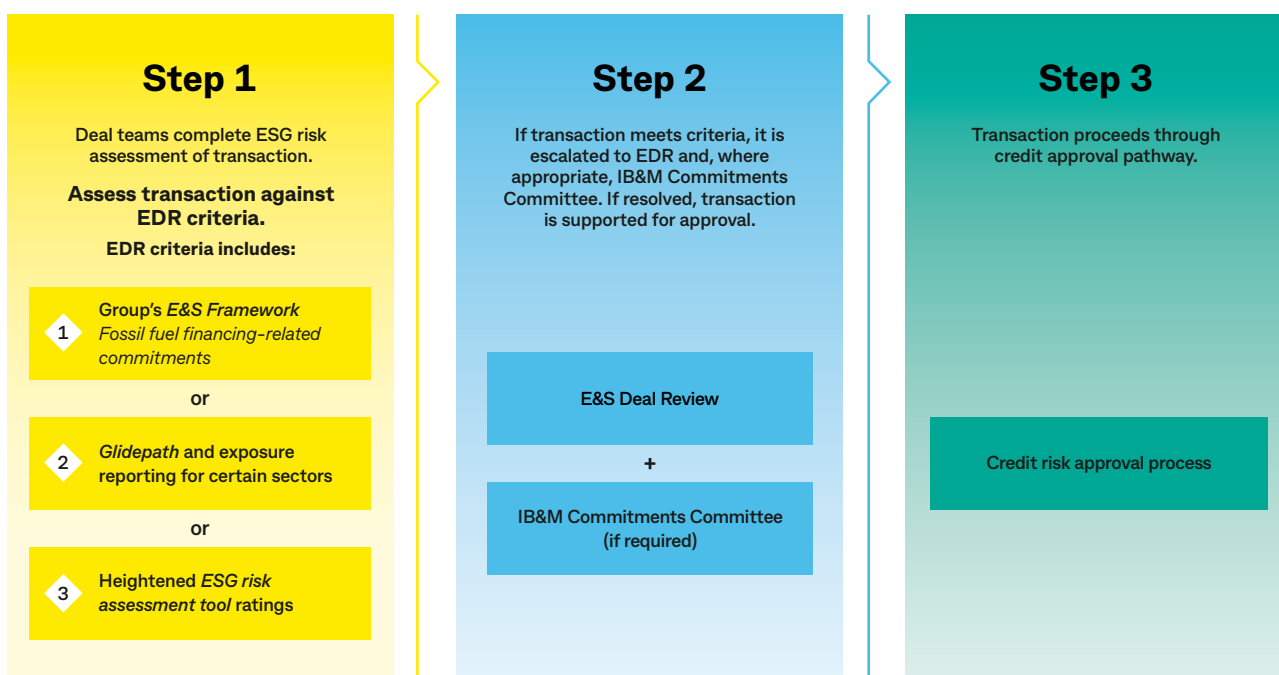 Step 1
Deal teams complete ESG risk
assessment of transaction.
Assess transaction against
EDR criteria.
EDR criteria includes:
1
Group's E&S Framework
Fossil fuel financing-related
commitments
or
2
Glidepath and exposure
reporting for certain sectors
or
3
Heightened ESG risk
assessment tool ratings
Step 2
If transaction meets criteria, it is
escalated to EDR and, where
appropriate, IB&M Commitments
Committee. If resolved, transaction
is supported for approval.
E&S Deal Review
+
IB&M Commitments Committee
(if required)
Step 3
Transaction proceeds through
credit approval pathway.
Credit risk approval process